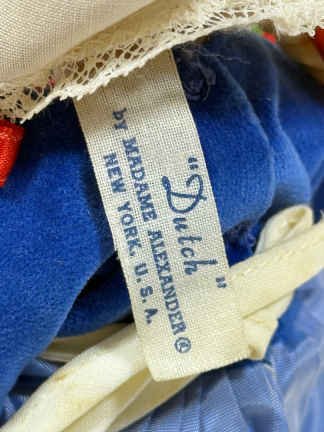 "Dutch"
by MADAME ALEXANDER®
NEW YORK, U.S.A.